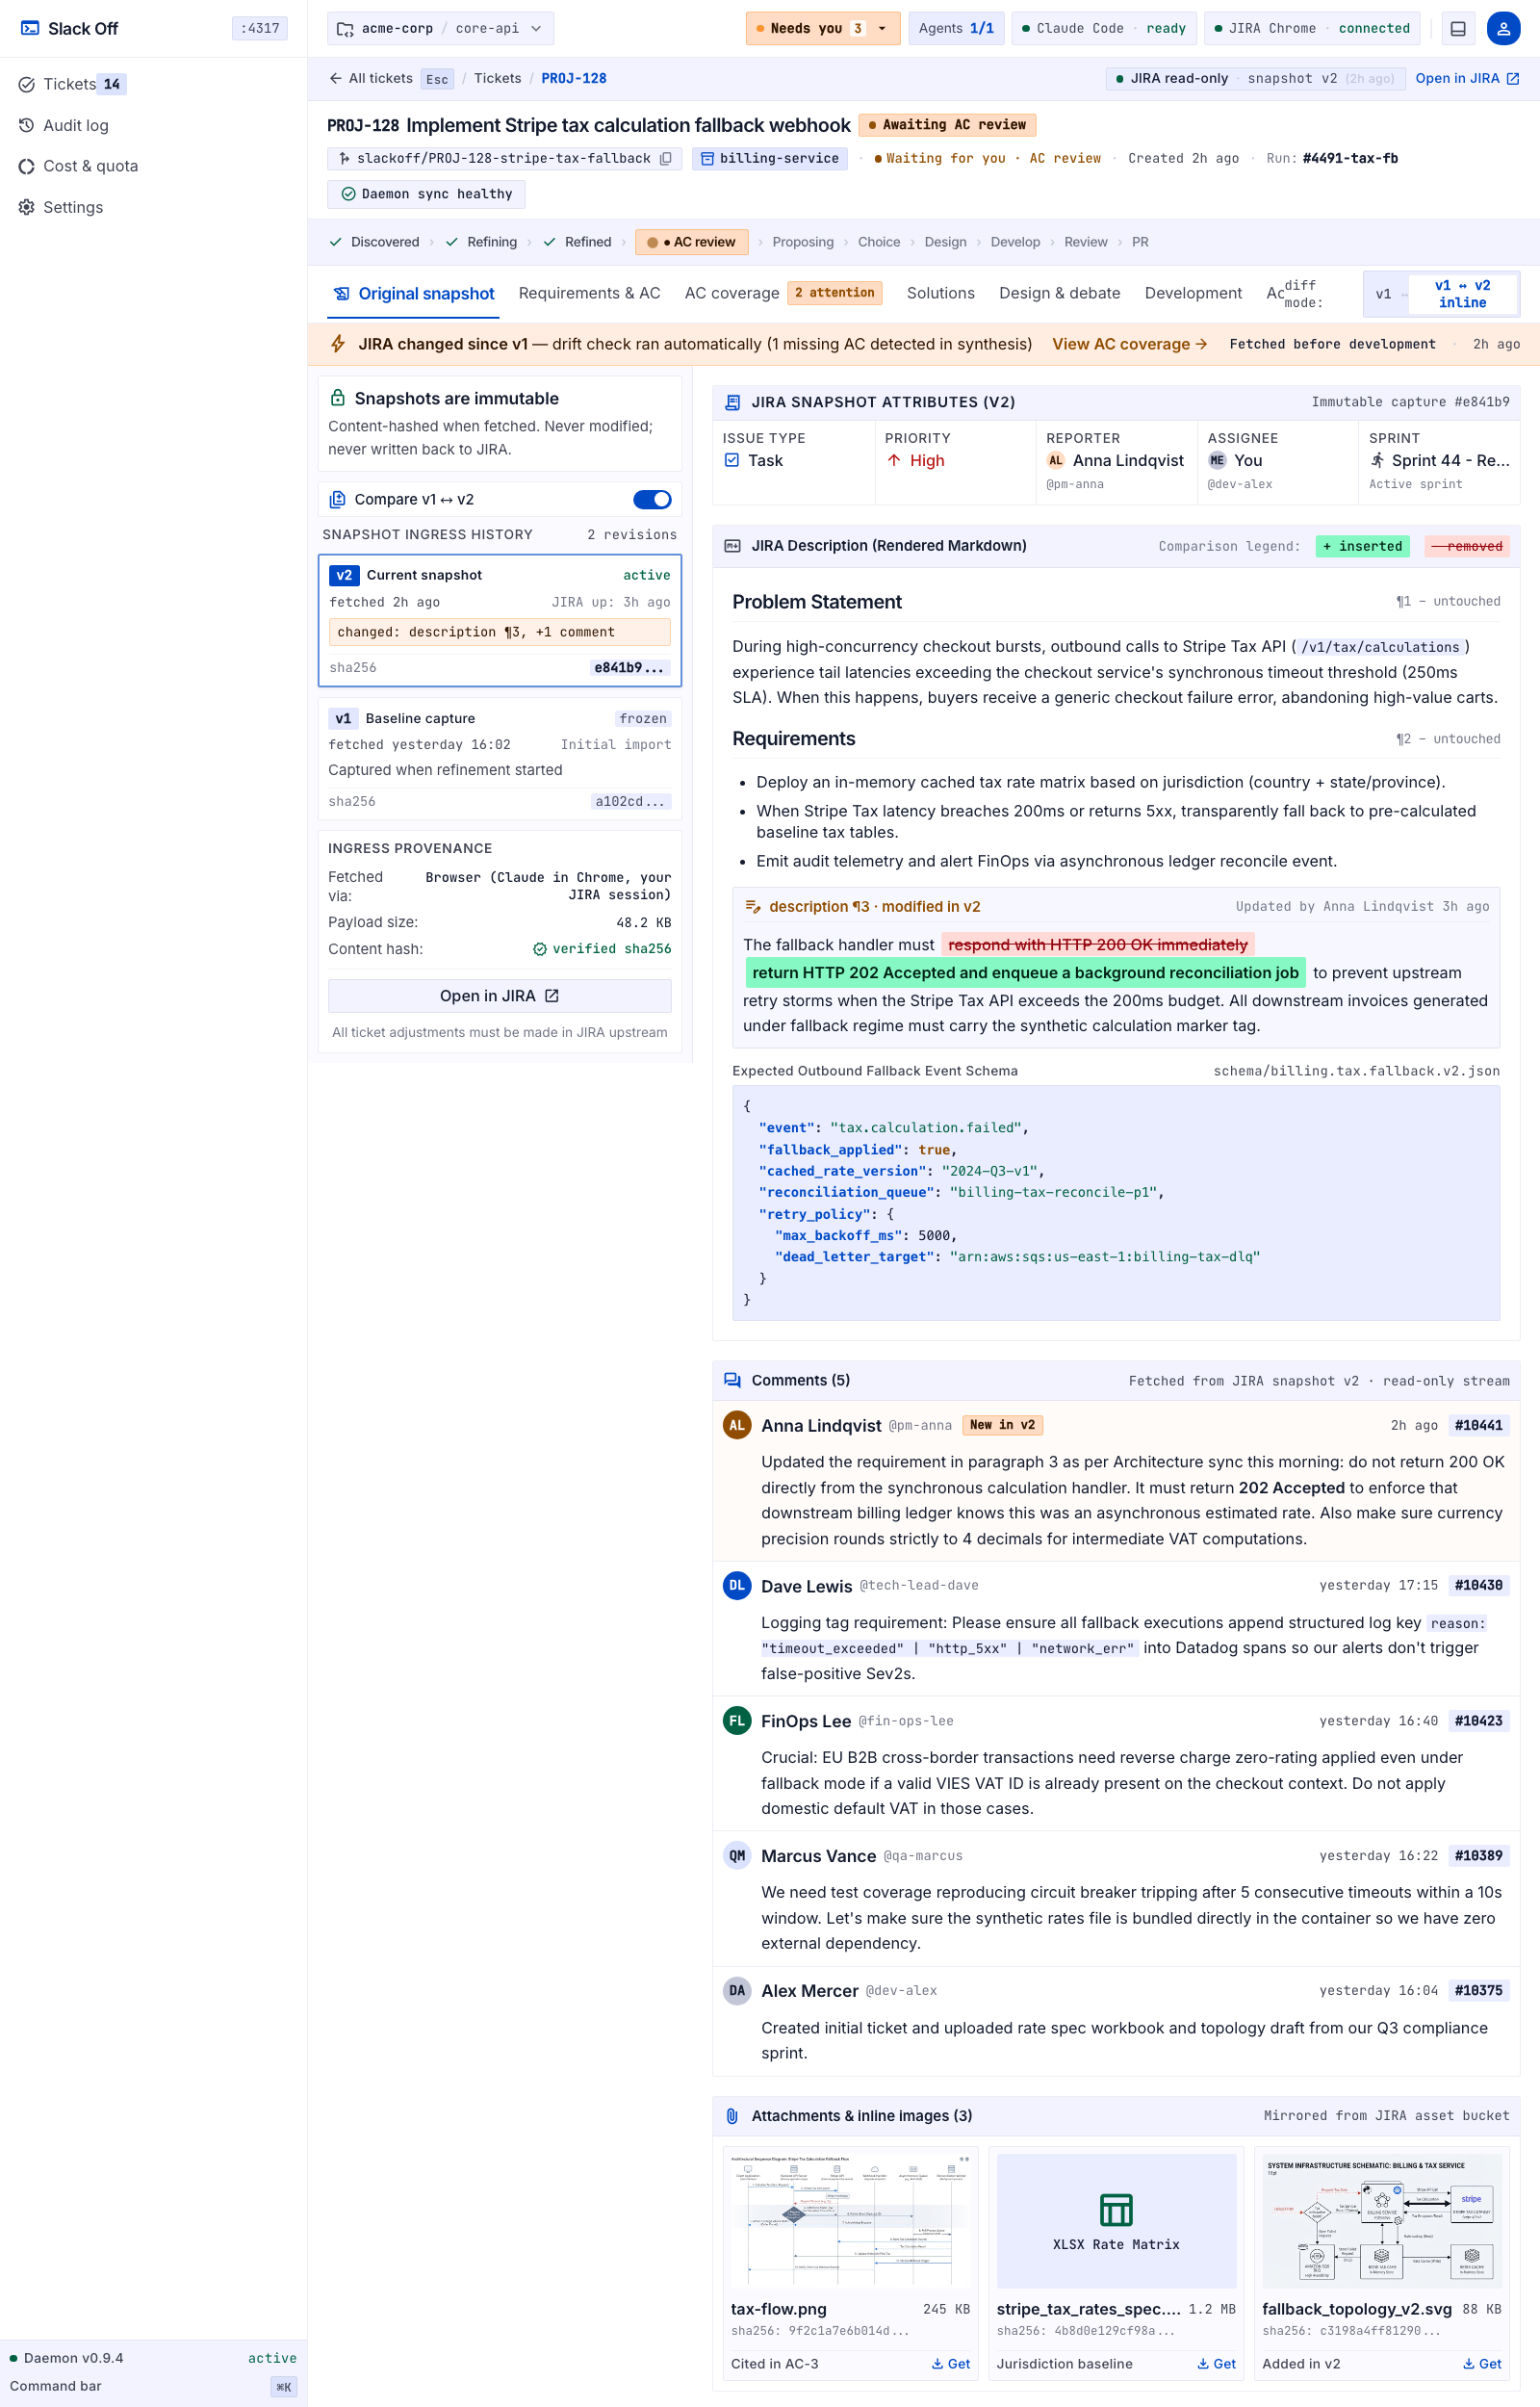 Slack Off
:4317
Tickets 14
Audit log
Cost & quota
Settings
acme-corp / core-api
Needs you 3
Agents 1/1
Claude Code · ready
JIRA Chrome · connected
All tickets Esc / Tickets / PROJ-128
JIRA read-only · snapshot v2 (2h ago)
Open in JIRA
PROJ-128 Implement Stripe tax calculation fallback webhook
Awaiting AC review
slackoff/PROJ-128-stripe-tax-fallback
billing-service
· Waiting for you · AC review · Created 2h ago · Run: #4491-tax-fb
Daemon sync healthy
Discovered › Refining › Refined › • AC review › Proposing › Choice › Design › Develop › Review › PR
Original snapshot
Requirements & AC
AC coverage 2 attention
Solutions
Design & debate
Development
Ac
diff mode:
v1 ↔
v1 ↔ v2 inline
JIRA changed since v1 — drift check ran automatically (1 missing AC detected in synthesis)
View AC coverage →
Fetched before development · 2h ago
Snapshots are immutable
Content-hashed when fetched. Never modified;
never written back to JIRA.
Compare v1 ↔ v2
SNAPSHOT INGRESS HISTORY 2 revisions
v2 Current snapshot active
fetched 2h ago JIRA up: 3h ago
changed: description ¶3, +1 comment
sha256 e841b9...
v1 Baseline capture frozen
fetched yesterday 16:02 Initial import
Captured when refinement started
sha256 a102cd...
INGRESS PROVENANCE
Fetched via: Browser (Claude in Chrome, your JIRA session)
Payload size: 48.2 KB
Content hash: verified sha256
Open in JIRA
All ticket adjustments must be made in JIRA upstream
JIRA SNAPSHOT ATTRIBUTES (V2)
Immutable capture #e841b9
ISSUE TYPE
Task
PRIORITY
High
REPORTER
AL Anna Lindqvist
@pm-anna
ASSIGNEE
ME You
@dev-alex
SPRINT
Sprint 44 - Re...
Active sprint
JIRA Description (Rendered Markdown)
Comparison legend: + inserted − removed
Problem Statement
¶1 − untouched
During high-concurrency checkout bursts, outbound calls to Stripe Tax API ( /v1/tax/calculations )
experience tail latencies exceeding the checkout service's synchronous timeout threshold (250ms
SLA). When this happens, buyers receive a generic checkout failure error, abandoning high-value carts.
Requirements
¶2 − untouched
• Deploy an in-memory cached tax rate matrix based on jurisdiction (country + state/province).
• When Stripe Tax latency breaches 200ms or returns 5xx, transparently fall back to pre-calculated
baseline tax tables.
• Emit audit telemetry and alert FinOps via asynchronous ledger reconcile event.
description ¶3 · modified in v2
Updated by Anna Lindqvist 3h ago
The fallback handler must respond with HTTP 200 OK immediately
return HTTP 202 Accepted and enqueue a background reconciliation job to prevent upstream
retry storms when the Stripe Tax API exceeds the 200ms budget. All downstream invoices generated
under fallback regime must carry the synthetic calculation marker tag.
Expected Outbound Fallback Event Schema
schema/billing.tax.fallback.v2.json
{
"event": "tax.calculation.failed",
"fallback_applied": true,
"cached_rate_version": "2024-Q3-v1",
"reconciliation_queue": "billing-tax-reconcile-p1",
"retry_policy": {
"max_backoff_ms": 5000,
"dead_letter_target": "arn:aws:sqs:us-east-1:billing-tax-dlq"
}
}
Comments (5)
Fetched from JIRA snapshot v2 · read-only stream
AL Anna Lindqvist @pm-anna New in v2 2h ago #10441
Updated the requirement in paragraph 3 as per Architecture sync this morning: do not return 200 OK
directly from the synchronous calculation handler. It must return 202 Accepted to enforce that
downstream billing ledger knows this was an asynchronous estimated rate. Also make sure currency
precision rounds strictly to 4 decimals for intermediate VAT computations.
DL Dave Lewis @tech-lead-dave yesterday 17:15 #10430
Logging tag requirement: Please ensure all fallback executions append structured log key reason:
"timeout_exceeded" | "http_5xx" | "network_err" into Datadog spans so our alerts don't trigger
false-positive Sev2s.
FL FinOps Lee @fin-ops-lee yesterday 16:40 #10423
Crucial: EU B2B cross-border transactions need reverse charge zero-rating applied even under
fallback mode if a valid VIES VAT ID is already present on the checkout context. Do not apply
domestic default VAT in those cases.
QM Marcus Vance @qa-marcus yesterday 16:22 #10389
We need test coverage reproducing circuit breaker tripping after 5 consecutive timeouts within a 10s
window. Let's make sure the synthetic rates file is bundled directly in the container so we have zero
external dependency.
DA Alex Mercer @dev-alex yesterday 16:04 #10375
Created initial ticket and uploaded rate spec workbook and topology draft from our Q3 compliance
sprint.
Attachments & inline images (3)
Mirrored from JIRA asset bucket
XLSX Rate Matrix
SYSTEM INFRASTRUCTURE SCHEMATIC: BILLING & TAX SERVICE
stripe
tax-flow.png 245 KB
sha256: 9f2c1a7e6b014d...
Cited in AC-3 Get
stripe_tax_rates_spec.... 1.2 MB
sha256: 4b8d0e129cf98a...
Jurisdiction baseline Get
fallback_topology_v2.svg 88 KB
sha256: c3198a4ff81290...
Added in v2 Get
Daemon v0.9.4 active
Command bar ⌘K